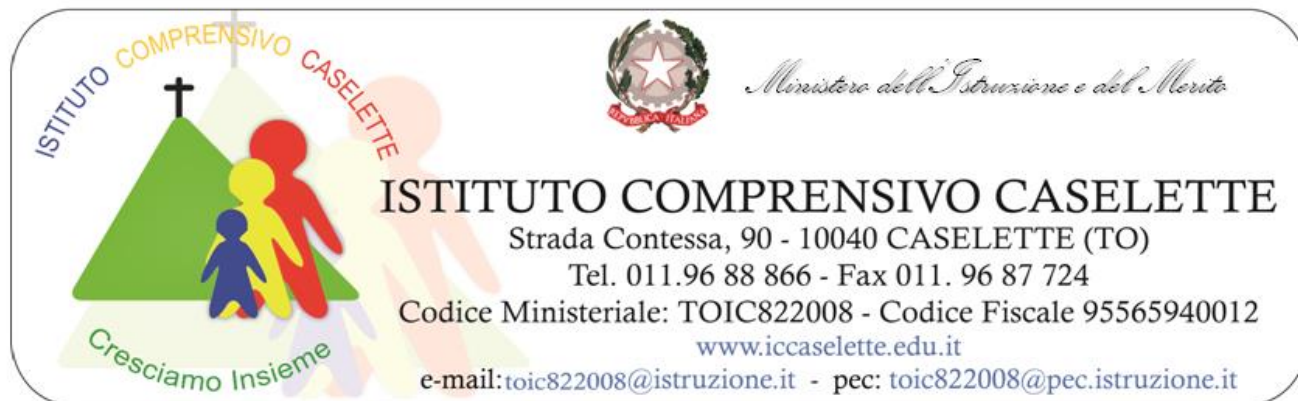 ISTITUTO COMPRENSIVO CASELETTE
Cresciamo Insieme
REPVBBLICA ITALIANA
Ministero dell'Istruzione e del Merito
ISTITUTO COMPRENSIVO CASELETTE
Strada Contessa, 90 - 10040 CASELETTE (TO)
Tel. 011.96 88 866 - Fax 011. 96 87 724
Codice Ministeriale: TOIC822008 - Codice Fiscale 95565940012
www.iccaselette.edu.it
e-mail:toic822008@istruzione.it - pec: toic822008@pec.istruzione.it